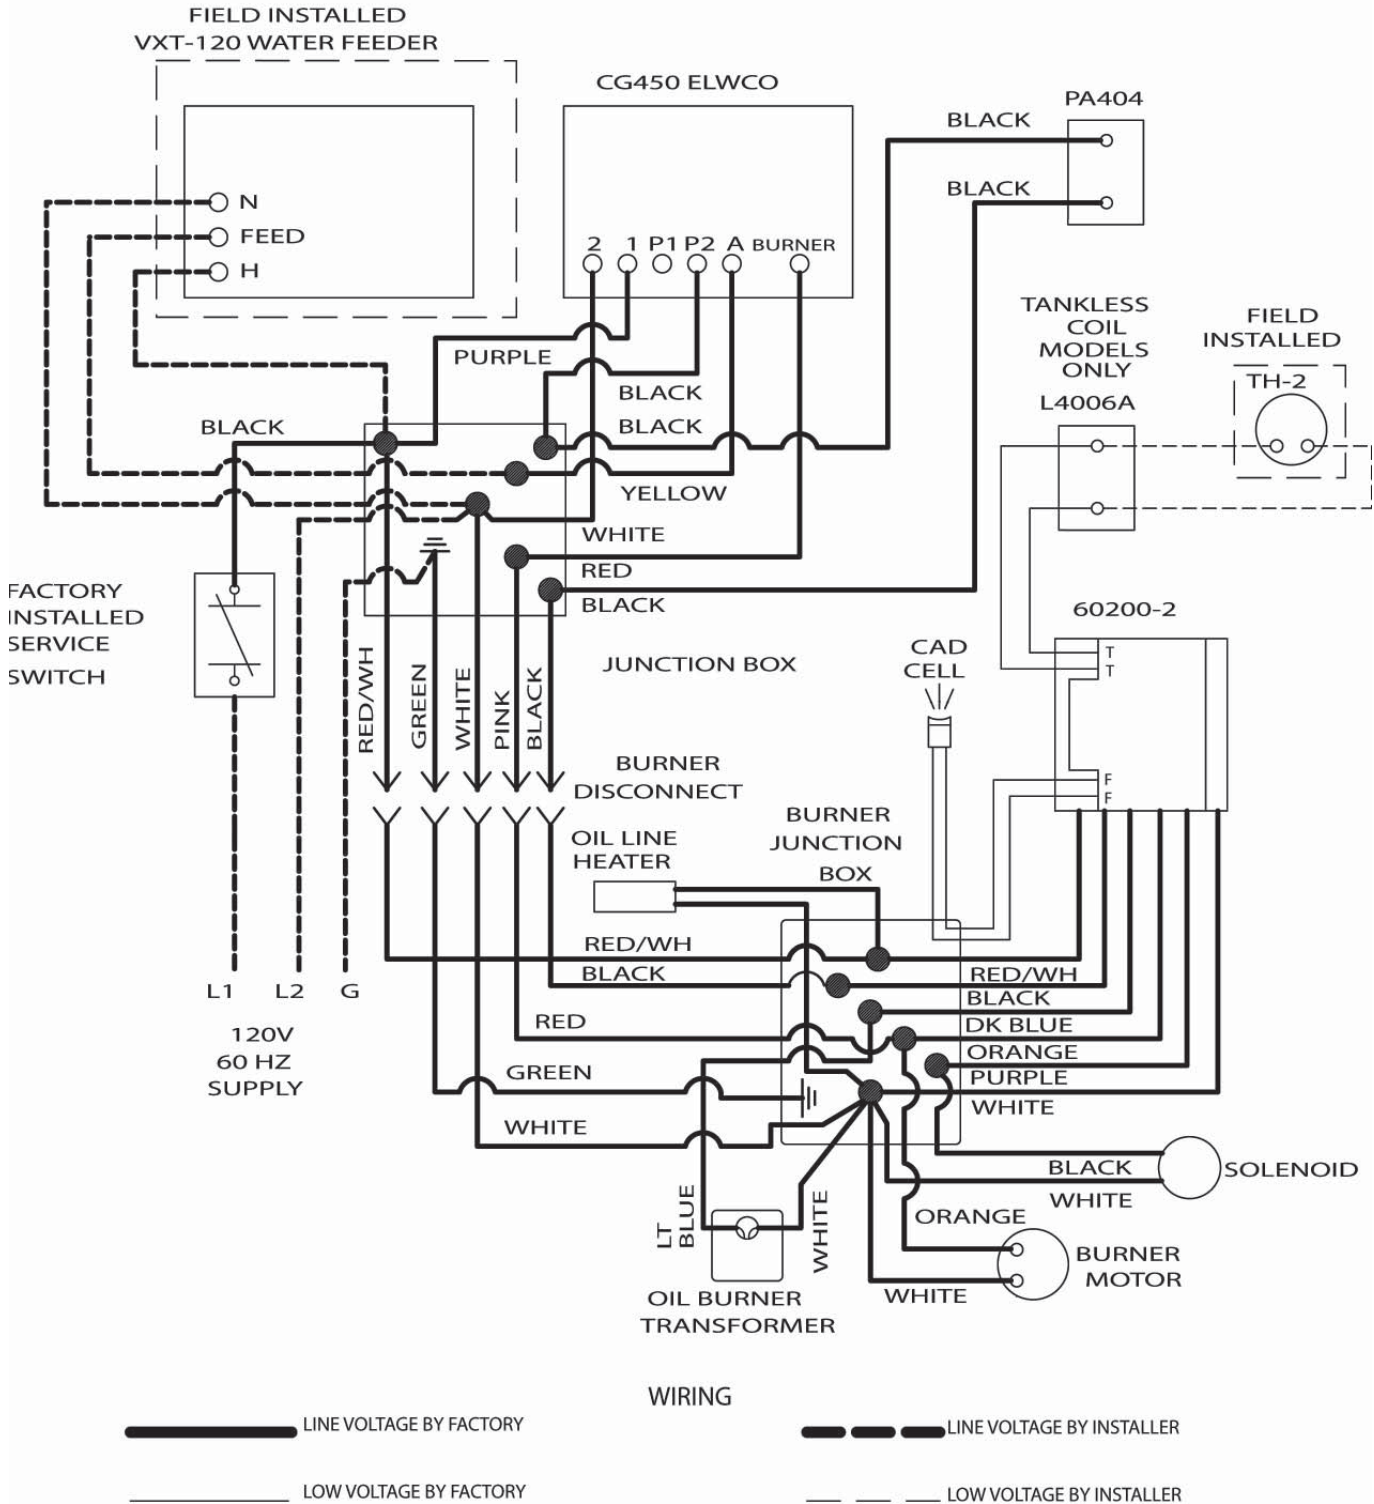 FIELD INSTALLED
VXT-120 WATER FEEDER
CG450 ELWCO
PA404
BLACK
BLACK
N
FEED
H
2 1 P1 P2 A BURNER
TANKLESS
COIL
MODELS
ONLY
L4006A
FIELD
INSTALLED
TH-2
PURPLE
BLACK
BLACK
BLACK
YELLOW
WHITE
RED
BLACK
FACTORY
INSTALLED
SERVICE
SWITCH
60200-2
T
T
F
F
CAD
CELL
JUNCTION BOX
RED/WH
GREEN
WHITE
PINK
BLACK
BURNER
DISCONNECT
BURNER
JUNCTION
BOX
OIL LINE
HEATER
RED/WH
BLACK
RED
GREEN
WHITE
RED/WH
BLACK
DK BLUE
ORANGE
PURPLE
WHITE
L1 L2 G
120V
60 HZ
SUPPLY
BLACK
WHITE
SOLENOID
LT
BLUE
WHITE
ORANGE
BURNER
MOTOR
WHITE
OIL BURNER
TRANSFORMER
WIRING
LINE VOLTAGE BY FACTORY
LINE VOLTAGE BY INSTALLER
LOW VOLTAGE BY FACTORY
LOW VOLTAGE BY INSTALLER